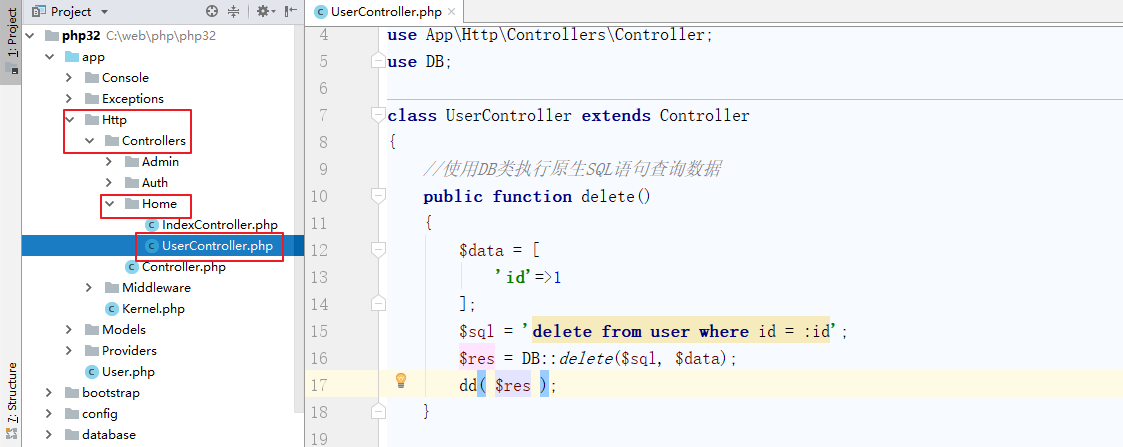 1: Project
7: Structure
Project
php32 C:\web\php\php32
app
Console
Exceptions
Http
Controllers
Admin
Auth
Home
IndexController.php
UserController.php
Controller.php
Middleware
Kernel.php
Models
Providers
User.php
bootstrap
config
database
UserController.php
4 use App\Http\Controllers\Controller;
5 use DB;
6
7 class UserController extends Controller
8 {
9 //使用DB类执行原生SQL语句查询数据
10 public function delete()
11 {
12 $data = [
13 'id'=>1
14 ];
15 $sql = 'delete from user where id = :id';
16 $res = DB::delete($sql, $data);
17 dd( $res );
18 }
19